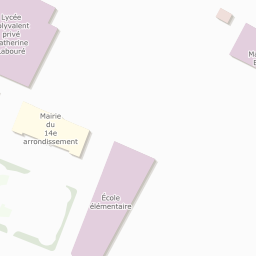 Lycée
polyvalent
privé
Catherine
Labouré
Mairie
du
14e
arrondissement
École
élémentaire